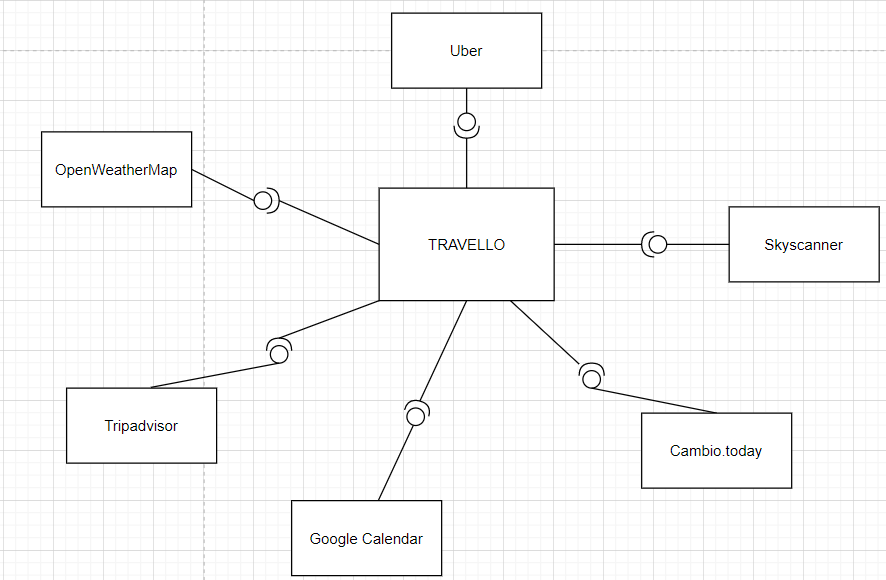 Uber
OpenWeatherMap
TRAVELLO
Skyscanner
Tripadvisor
Cambio.today
Google Calendar